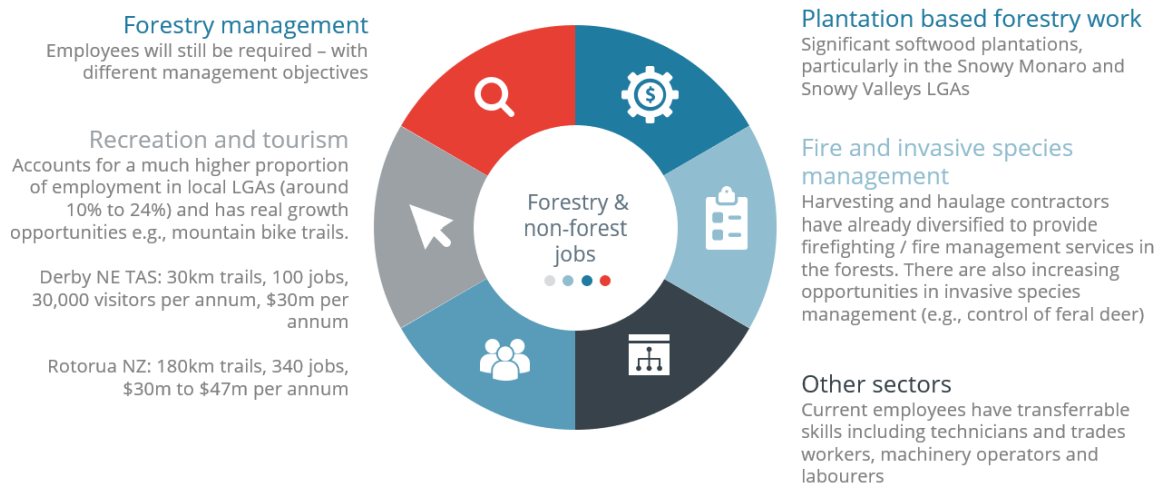 Forestry management
Employees will still be required – with
different management objectives
Recreation and tourism
Accounts for a much higher proportion
of employment in local LGAs (around
10% to 24%) and has real growth
opportunities e.g., mountain bike trails.
Derby NE TAS: 30km trails, 100 jobs,
30,000 visitors per annum, $30m per
annum
Rotorua NZ: 180km trails, 340 jobs,
$30m to $47m per annum
$
Forestry &
non-forest
jobs
Plantation based forestry work
Significant softwood plantations,
particularly in the Snowy Monaro and
Snowy Valleys LGAs
Fire and invasive species
management
Harvesting and haulage contractors
have already diversified to provide
firefighting / fire management services in
the forests. There are also increasing
opportunities in invasive species
management (e.g., control of feral deer)
Other sectors
Current employees have transferrable
skills including technicians and trades
workers, machinery operators and
labourers